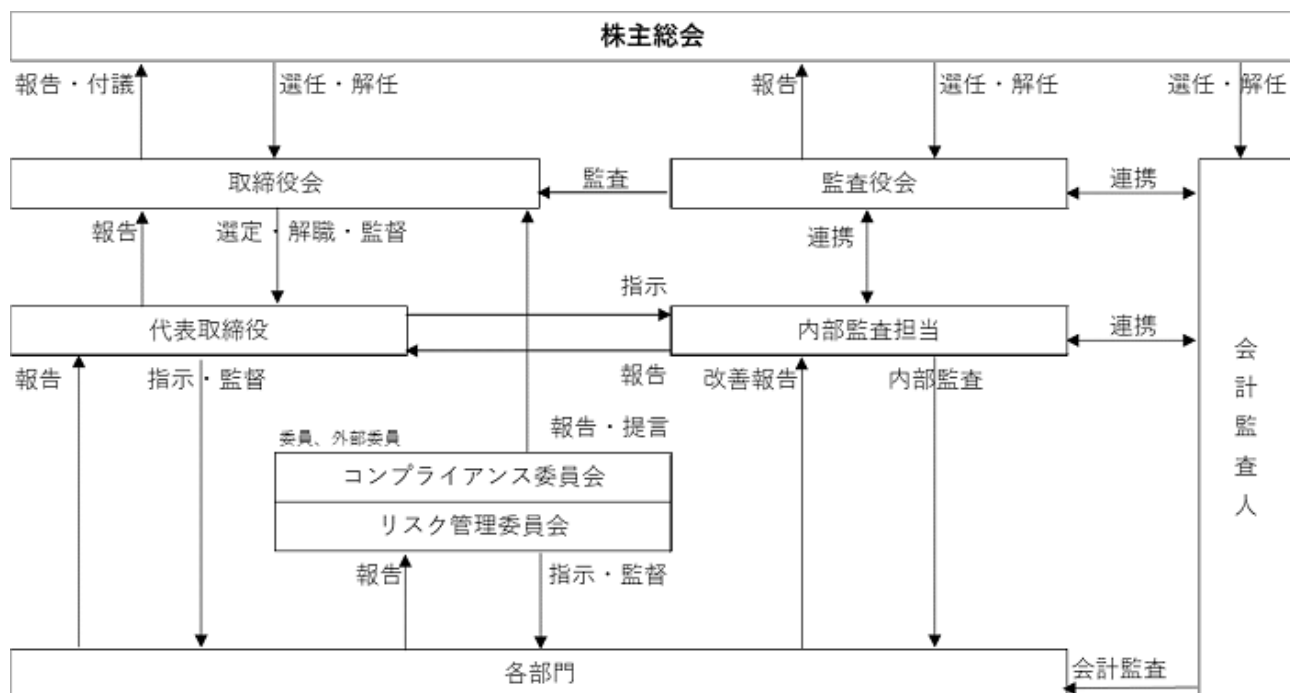 株主総会
報告・付議
選任・解任
報告
選任・解任
選任・解任
取締役会
監査
監査役会
連携
報告
選定・解職・監督
連携
指示
代表取締役
内部監査担当
連携
報告
報告
指示・監督
改善報告
内部監査
会計監査人
委員、外部委員
報告・提言
コンプライアンス委員会
リスク管理委員会
報告
指示・監督
各部門
会計監査